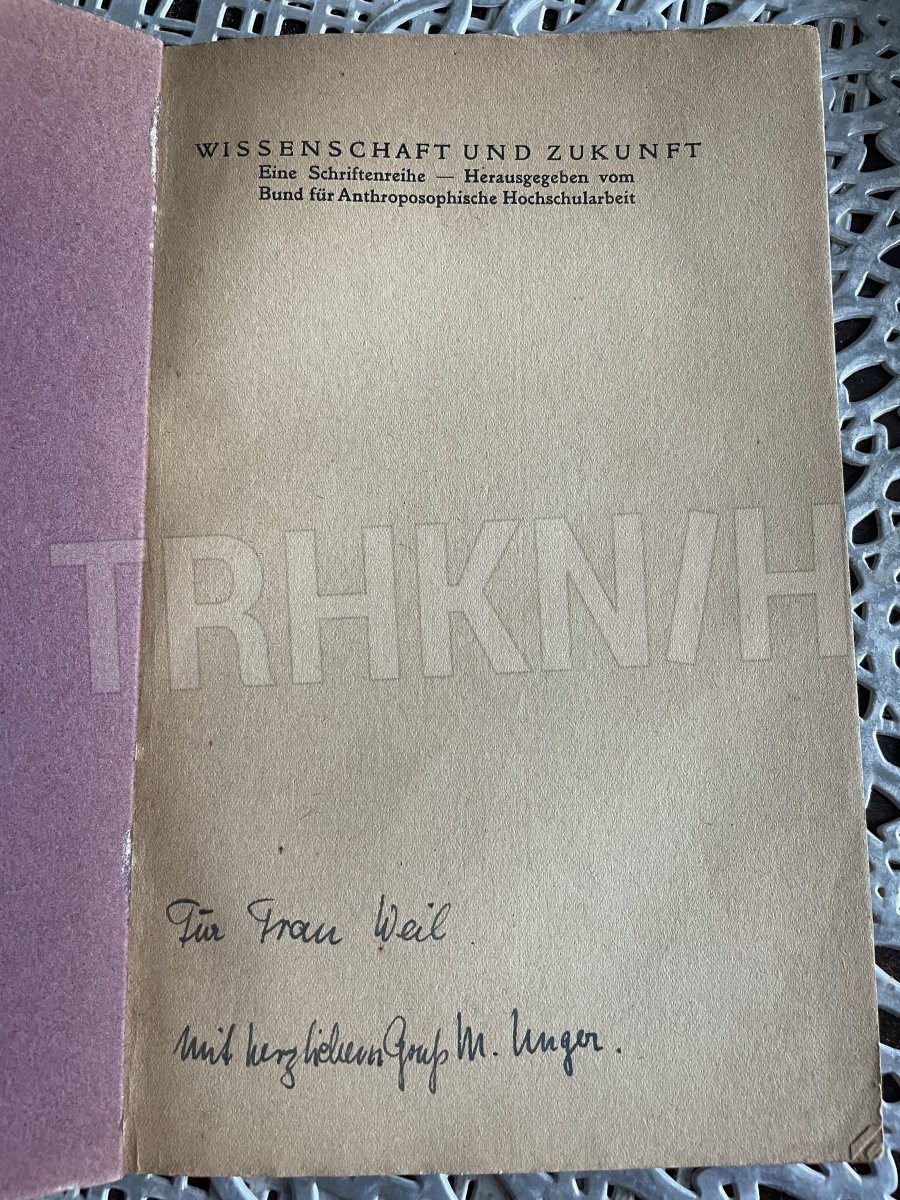 WISSENSCHAFT UND ZUKUNFT
Eine Schriftenreihe — Herausgegeben vom
Bund für Anthroposophische Hochschularbeit
TRHKN/H
Für Frau Weil
mit herzlichem Gruß M. Unger.